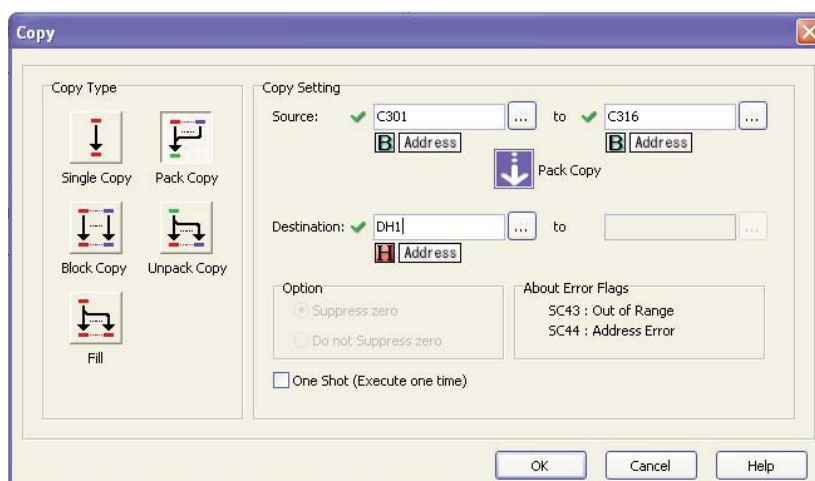 Copy
Copy Type
Single Copy
Pack Copy
Block Copy
Unpack Copy
Fill
Copy Setting
Source: C301 ... to C316 ...
B Address B Address
Pack Copy
Destination: DH1 ... to ...
H Address
Option
Suppress zero
Do not Suppress zero
About Error Flags
SC43 : Out of Range
SC44 : Address Error
One Shot (Execute one time)
OK Cancel Help